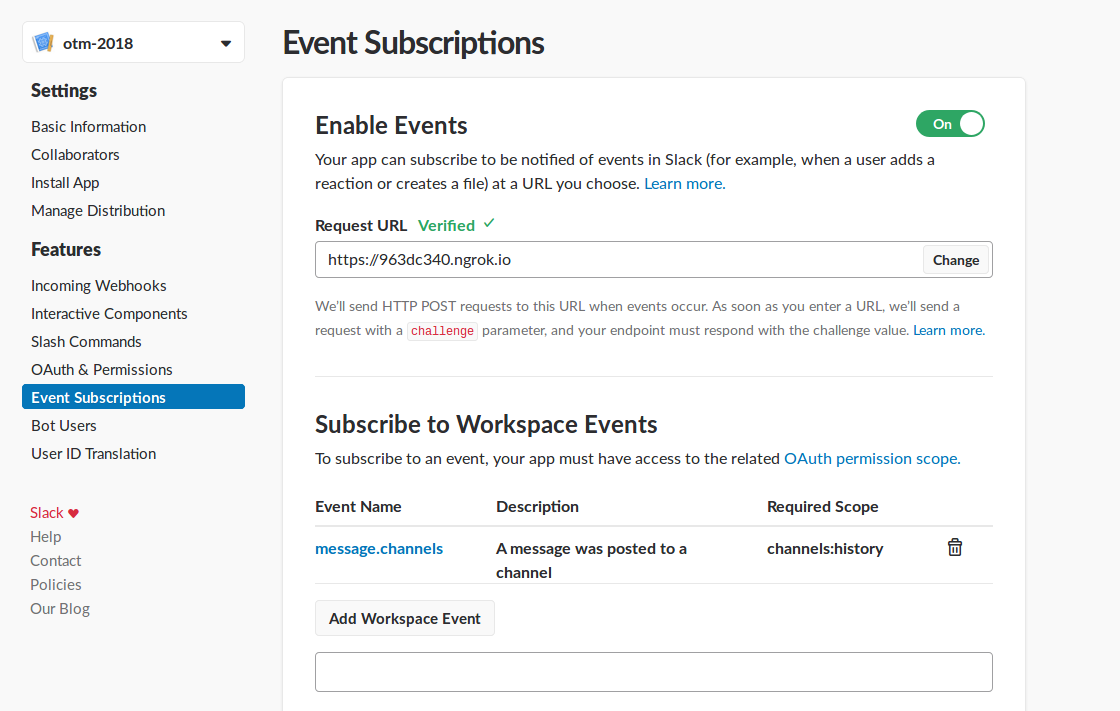 otm-2018
Settings
Basic Information
Collaborators
Install App
Manage Distribution
Features
Incoming Webhooks
Interactive Components
Slash Commands
OAuth & Permissions
Event Subscriptions
Bot Users
User ID Translation
Slack ♥
Help
Contact
Policies
Our Blog
Event Subscriptions
Enable Events
On
Your app can subscribe to be notified of events in Slack (for example, when a user adds a
reaction or creates a file) at a URL you choose. Learn more.
Request URL Verified ✓
https://963dc340.ngrok.io
Change
We'll send HTTP POST requests to this URL when events occur. As soon as you enter a URL, we'll send a
request with a challenge parameter, and your endpoint must respond with the challenge value. Learn more.
Subscribe to Workspace Events
To subscribe to an event, your app must have access to the related OAuth permission scope.
Event Name Description Required Scope
message.channels A message was posted to a channels:history
channel
Add Workspace Event